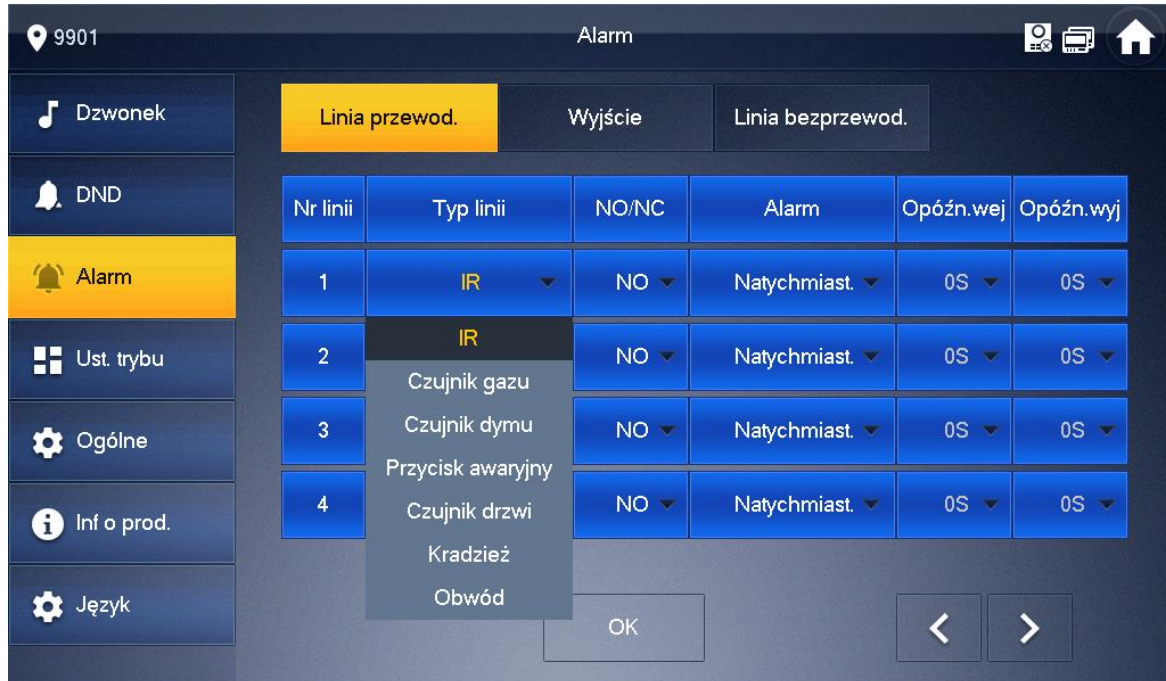 9901
Alarm
Dzwonek
DND
Alarm
Ust. trybu
Ogólne
Inf o prod.
Język
Linia przewod.
Wyjście
Linia bezprzewod.
Nr linii
Typ linii
NO/NC
Alarm
Opóźn.wej
Opóźn.wyj
1
IR
NO
Natychmiast.
0S
0S
2
NO
Natychmiast.
0S
0S
3
NO
Natychmiast.
0S
0S
4
NO
Natychmiast.
0S
0S
IR
Czujnik gazu
Czujnik dymu
Przycisk awaryjny
Czujnik drzwi
Kradzież
Obwód
OK